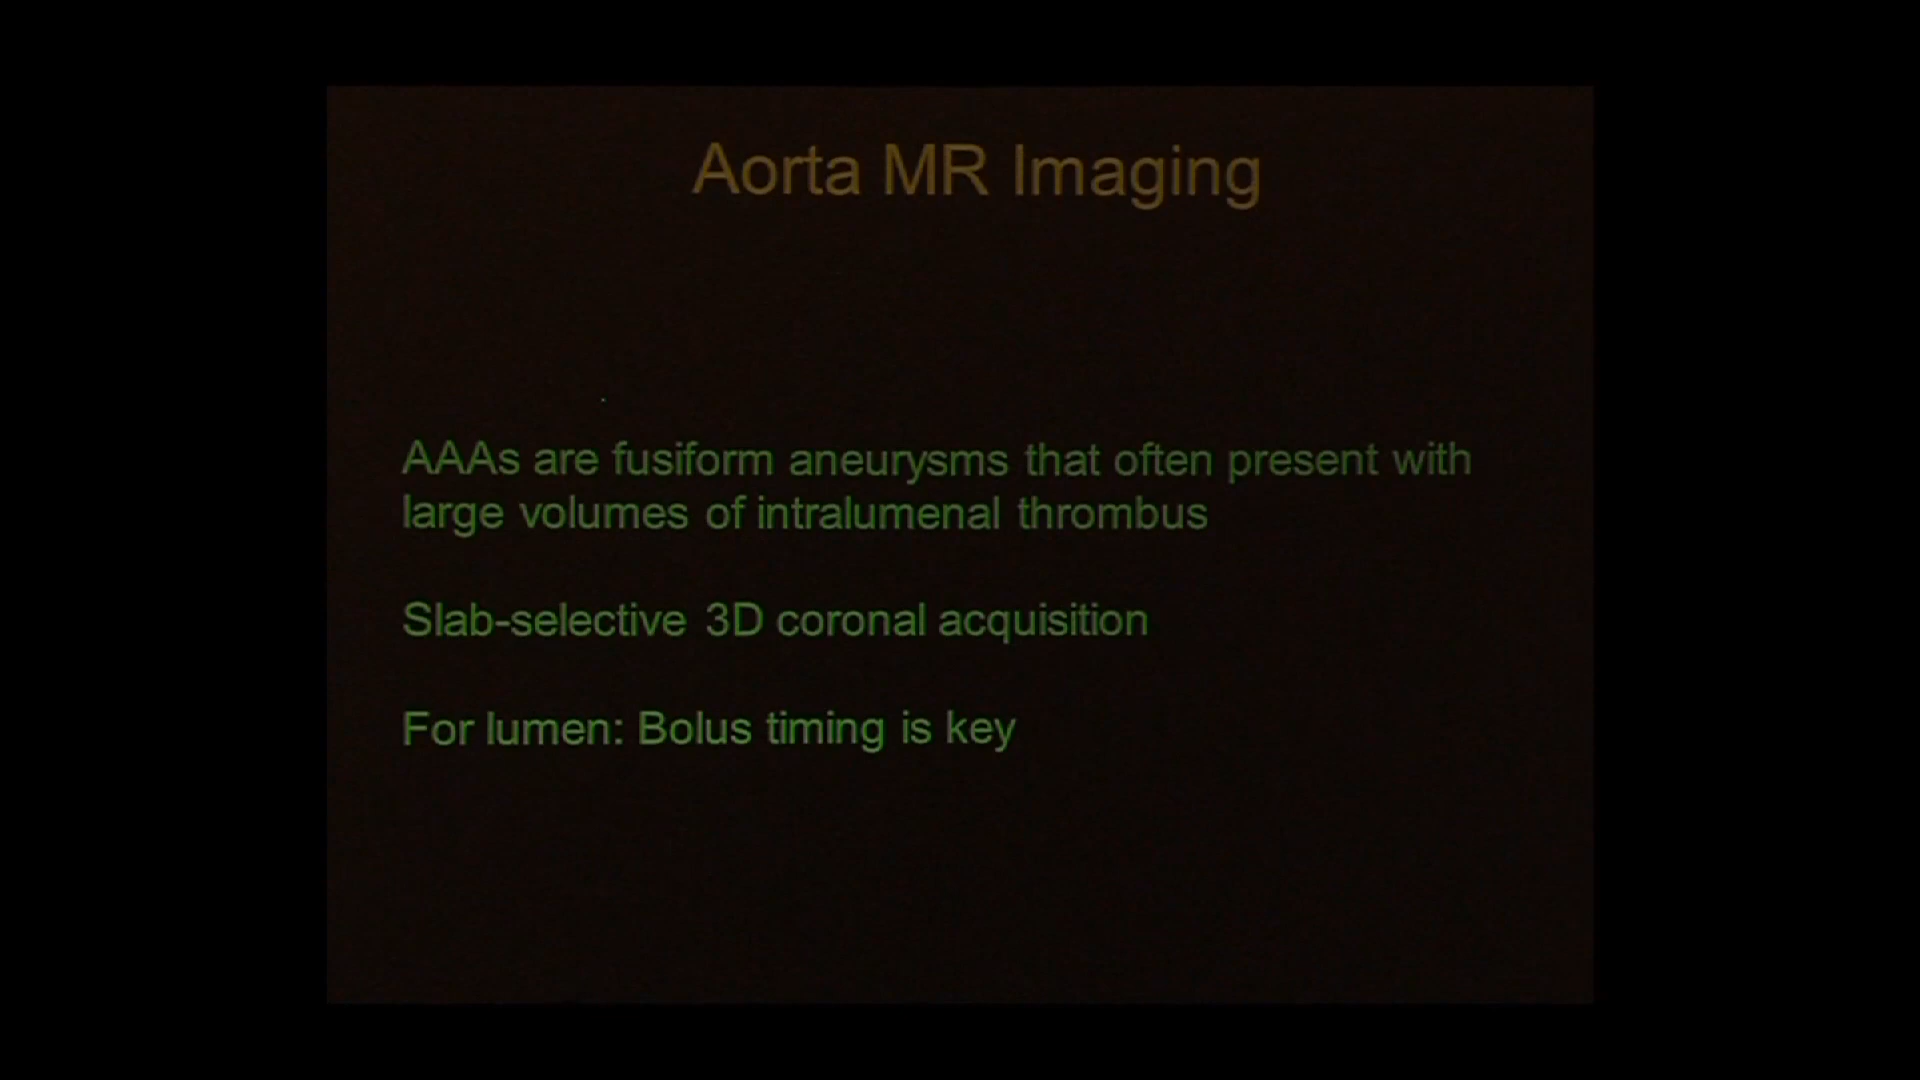 Aorta MR Imaging
AAAs are fusiform aneurysms that often present with
large volumes of intralumenal thrombus
Slab-selective 3D coronal acquisition
For lumen: Bolus timing is key